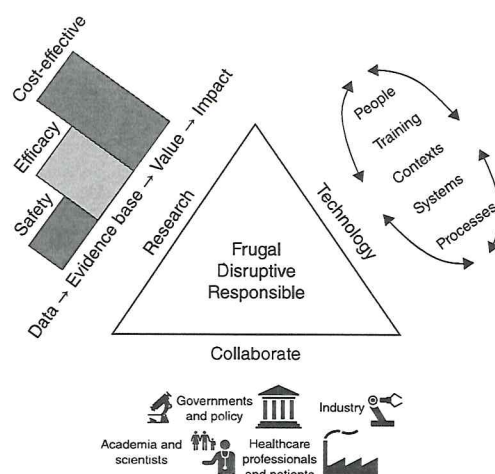 Cost-effective
Efficacy
Safety
Data → Evidence base → Value → Impact
Research
Technology
People
Training
Contexts
Systems
Processes
Frugal
Disruptive
Responsible
Collaborate
Governments
and policy
Industry
Academia and
scientists
Healthcare
professionals
and patients